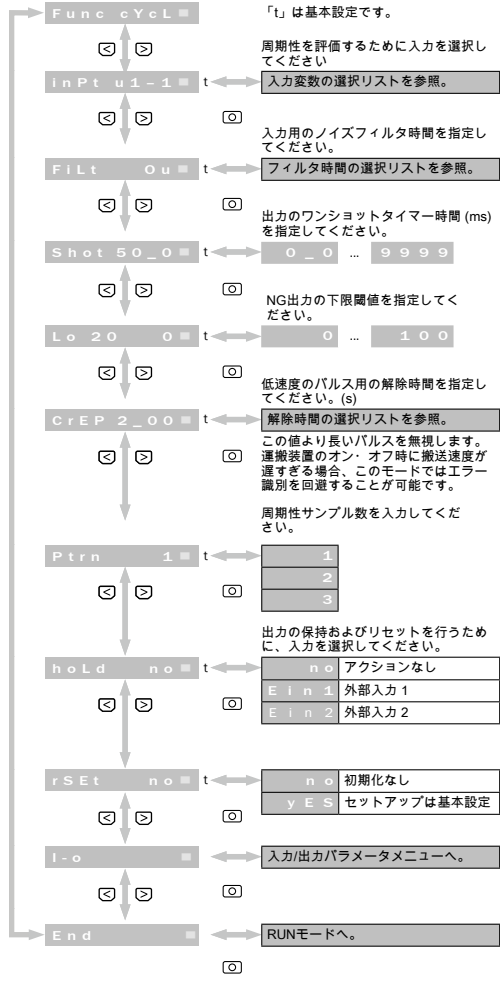 Func cYcL
「t」は基本設定です。
周期性を評価するために入力を選択し
てください
inPt u1-1 t 入力変数の選択リストを参照。
入力用のノイズフィルタ時間を指定し
てください。
FiLt 0u t フィルタ時間の選択リストを参照。
出力のワンショットタイマー時間 (ms)
を指定してください。
Shot 50_0 t 0_0 ... 9999
NG出力の下限閾値を指定してく
ださい。
Lo 20 0 t 0 ... 100
低速度のパルス用の解除時間を指定し
てください。(s)
CrEP 2_00 t 解除時間の選択リストを参照。
この値より長いパルスを無視します。
運搬装置のオン・オフ時に搬送速度が
遅すぎる場合、このモードではエラー
識別を回避することが可能です。
周期性サンプル数を入力してくだ
さい。
Ptrn 1 t 1
2
3
出力の保持およびリセットを行うため
に、入力を選択してください。
hoLd no t no アクションなし
Ein1 外部入力 1
Ein2 外部入力 2
rSEt no t no 初期化なし
yES セットアップは基本設定
I-o 入力/出力パラメータメニューへ。
End RUNモードへ。